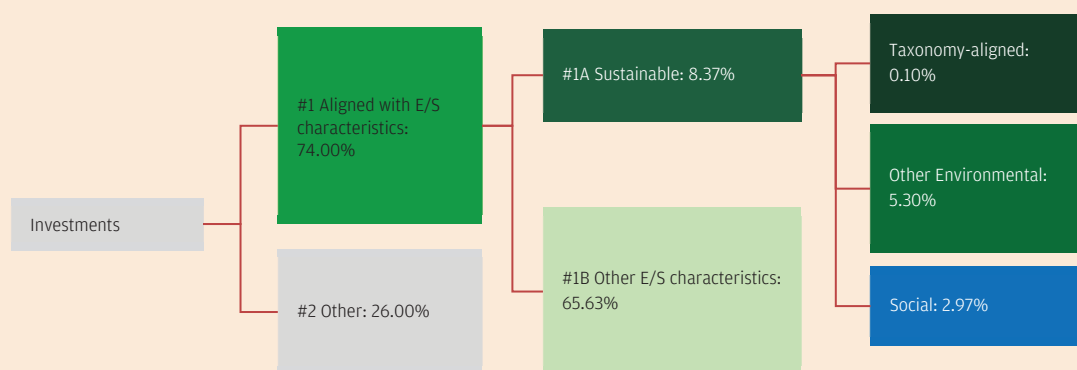 Investments
#1 Aligned with E/S
characteristics:
74.00%
#2 Other: 26.00%
#1A Sustainable: 8.37%
#1B Other E/S characteristics:
65.63%
Taxonomy-aligned:
0.10%
Other Environmental:
5.30%
Social: 2.97%